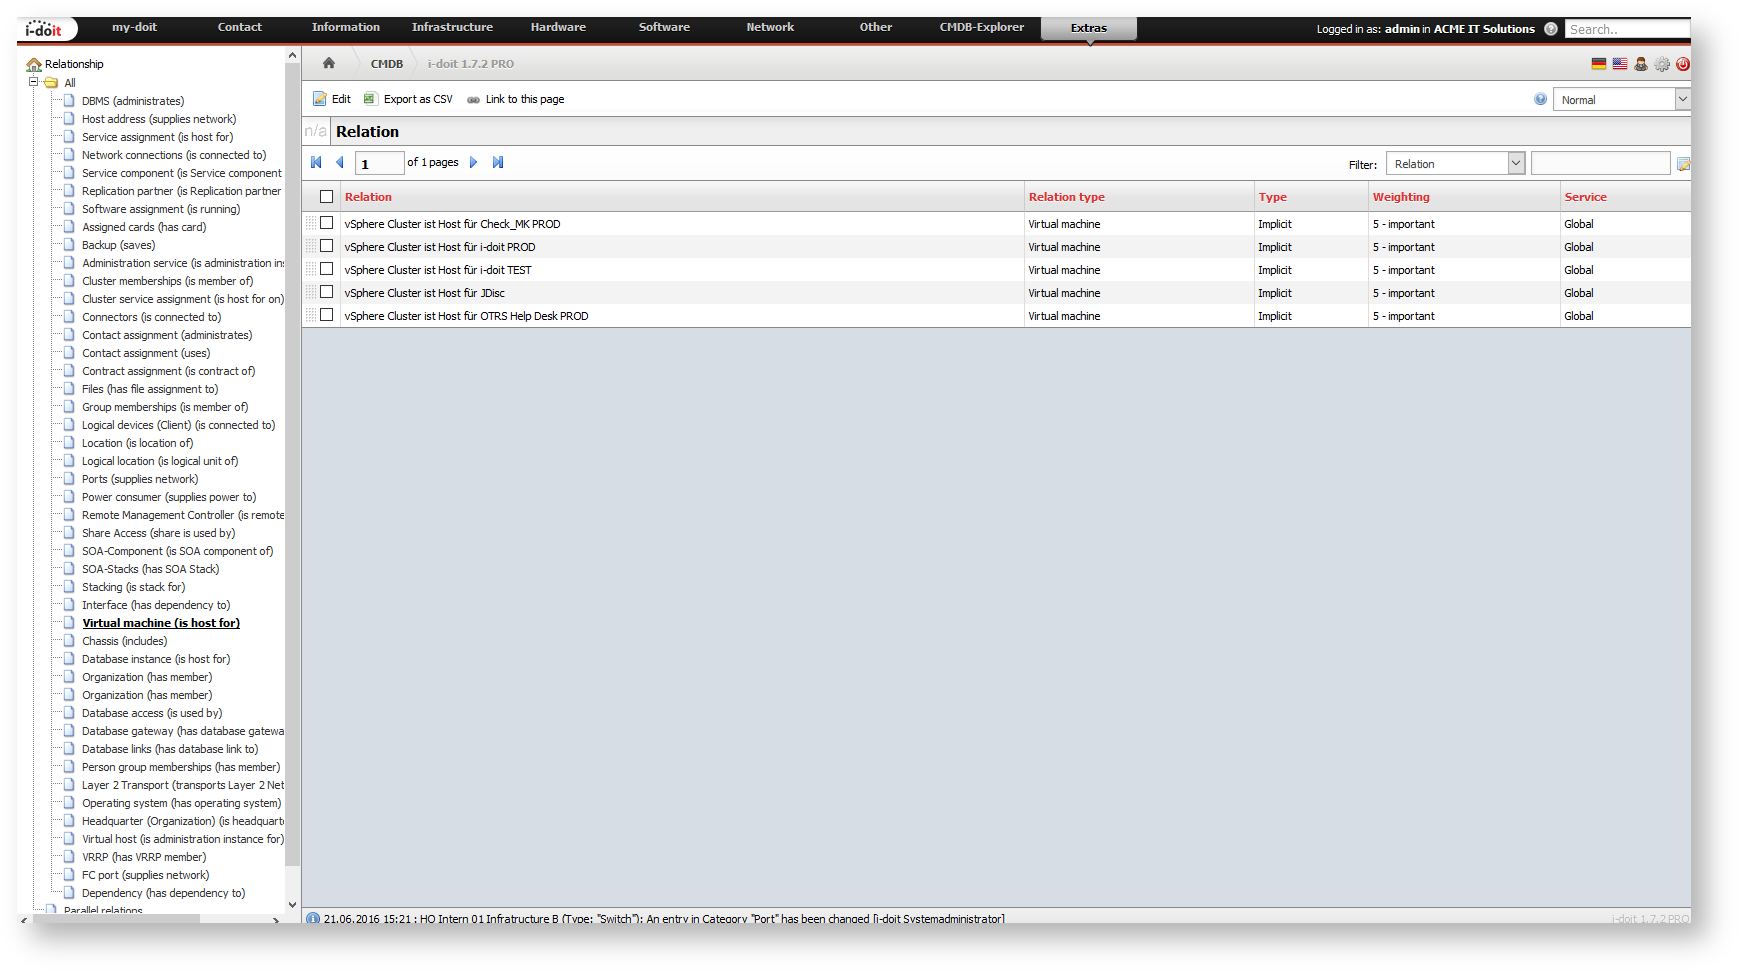 i-doit my-doit Contact Information Infrastructure Hardware Software Network Other CMDB-Explorer Extras Logged in as: admin in ACME IT Solutions Search..
Relationship
All
DBMS (administrates)
Host address (supplies network)
Service assignment (is host for)
Network connections (is connected to)
Service component (is Service component
Replication partner (is Replication partner
Software assignment (is running)
Assigned cards (has card)
Backup (saves)
Administration service (is administration in
Cluster memberships (is member of)
Cluster service assignment (is host for on)
Connectors (is connected to)
Contact assignment (administrates)
Contact assignment (uses)
Contract assignment (is contract of)
Files (has file assignment to)
Group memberships (is member of)
Logical devices (Client) (is connected to)
Location (is location of)
Logical location (is logical unit of)
Ports (supplies network)
Power consumer (supplies power to)
Remote Management Controller (is remote
Share Access (share is used by)
SOA-Component (is SOA component of)
SOA-Stacks (has SOA Stack)
Stacking (is stack for)
Interface (has dependency to)
Virtual machine (is host for)
Chassis (includes)
Database instance (is host for)
Organization (has member)
Organization (has member)
Database access (is used by)
Database gateway (has database gatewa
Database links (has database link to)
Person group memberships (has member)
Layer 2 Transport (transports Layer 2 Net
Operating system (has operating system)
Headquarter (Organization) (is headquart
Virtual host (is administration instance for)
VRRP (has VRRP member)
FC port (supplies network)
Dependency (has dependency to)
Parallel relations
CMDB i-doit 1.7.2 PRO
Edit Export as CSV Link to this page Normal
n/a Relation
1 of 1 pages Filter: Relation
Relation Relation type Type Weighting Service
vSphere Cluster ist Host für Check_MK PROD Virtual machine Implicit 5 - important Global
vSphere Cluster ist Host für i-doit PROD Virtual machine Implicit 5 - important Global
vSphere Cluster ist Host für i-doit TEST Virtual machine Implicit 5 - important Global
vSphere Cluster ist Host für JDisc Virtual machine Implicit 5 - important Global
vSphere Cluster ist Host für OTRS Help Desk PROD Virtual machine Implicit 5 - important Global
21.06.2016 15:21 : HQ Intern 01 Infratructure B (Type: "Switch"): An entry in Category "Port" has been changed [i-doit Systemadministrator] i-doit 1.7.2 PRO